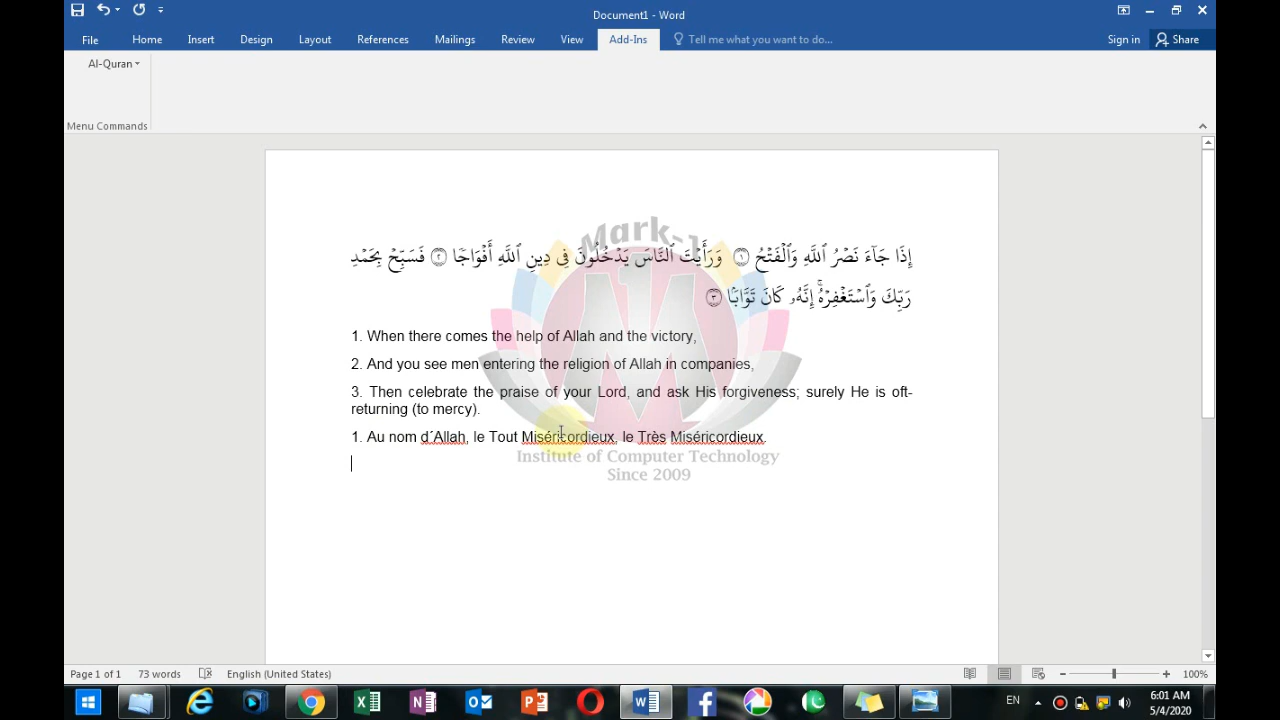 Document1 - Word
File Home Insert Design Layout References Mailings Review View Add-Ins Tell me what you want to do... Sign in Share
Al-Quran
Menu Commands
Mark-1
إِذَا جَآءَ نَصْرُ ٱللَّهِ وَٱلْفَتْحُ ١ وَرَأَيْتَ ٱلنَّاسَ يَدْخُلُونَ فِى دِينِ ٱللَّهِ أَفْوَاجًا ٢ فَسَبِّحْ بِحَمْدِ
رَبِّكَ وَٱسْتَغْفِرْهُ ۚ إِنَّهُۥ كَانَ تَوَّابًۢا ٣
1. When there comes the help of Allah and the victory,
2. And you see men entering the religion of Allah in companies,
3. Then celebrate the praise of your Lord, and ask His forgiveness; surely He is oft-
returning (to mercy).
1. Au nom d´Allah, le Tout Miséricordieux, le Très Miséricordieux.
Institute of Computer Technology
Since 2009
Page 1 of 1 73 words English (United States) 100%
EN 6:01 AM
5/4/2020